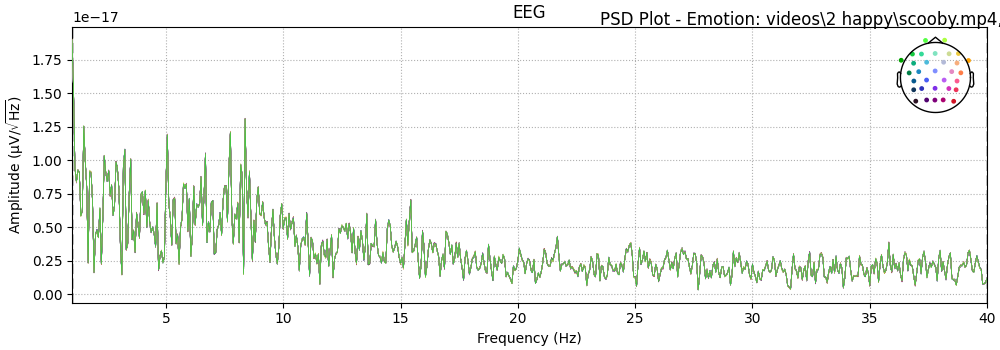 EEG
PSD Plot - Emotion: videos\2 happy\scooby.mp4,
1e−17
1.75
1.50
1.25
1.00
0.75
0.50
0.25
0.00
Amplitude (µV/√Hz)
5 10 15 20 25 30 35 40
Frequency (Hz)